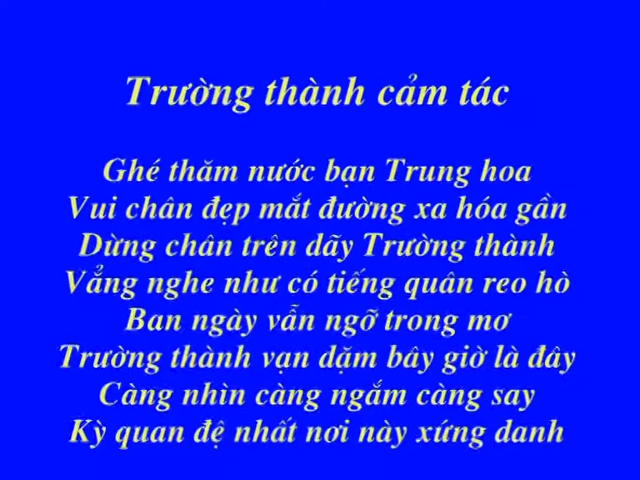 Trường thành cảm tác
Ghé thăm nước bạn Trung hoa
Vui chân đẹp mắt đường xa hóa gần
Dừng chân trên dãy Trường thành
Vẳng nghe như có tiếng quân reo hò
Ban ngày vẫn ngỡ trong mơ
Trường thành vạn dặm bây giờ là đây
Càng nhìn càng ngắm càng say
Kỳ quan đệ nhất nơi này xứng danh